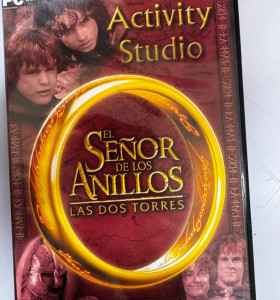 PC
Activity
Studio
EL
SEÑOR
DE LOS
ANILLOS
LAS DOS TORRES